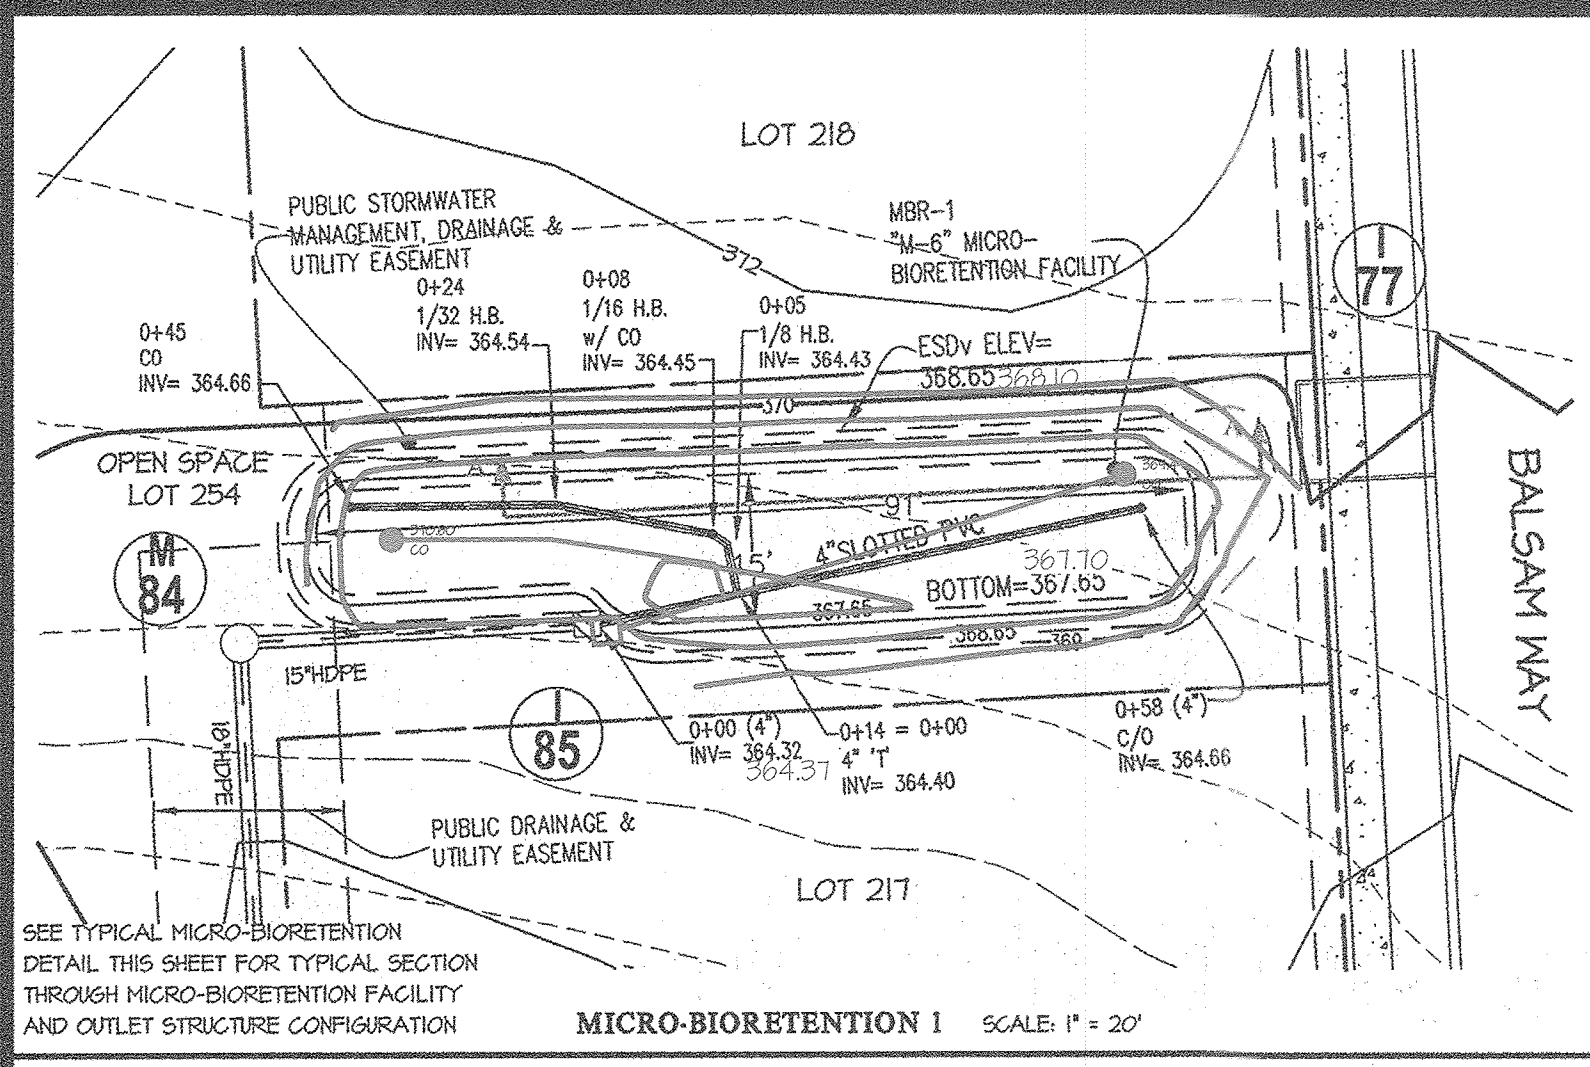 LOT 218
PUBLIC STORMWATER
MANAGEMENT, DRAINAGE &
UTILITY EASEMENT
MBR-1
"M-6" MICRO-
BIORETENTION FACILITY
372
77
0+24
1/32 H.B.
INV= 364.54
0+08
1/16 H.B.
w/ CO
INV= 364.45
0+05
1/8 H.B.
INV= 364.43
0+45
CO
INV= 364.66
ESDv ELEV=
368.65 368.10
370
OPEN SPACE
LOT 254
A
91'
4" SLOTTED PVC
15'
370.80
CO
367.70
BOTTOM=367.65
367.65
368.65
369
M
84
15"HDPE
18"HDPE
BALSAM WAY
I
85
0+00 (4")
INV= 364.32
364.37
0+14 = 0+00
4" 'T'
INV= 364.40
0+58 (4")
C/O
INV= 364.66
PUBLIC DRAINAGE &
UTILITY EASEMENT
LOT 217
SEE TYPICAL MICRO-BIORETENTION
DETAIL THIS SHEET FOR TYPICAL SECTION
THROUGH MICRO-BIORETENTION FACILITY
AND OUTLET STRUCTURE CONFIGURATION
MICRO-BIORETENTION 1 SCALE: 1" = 20'